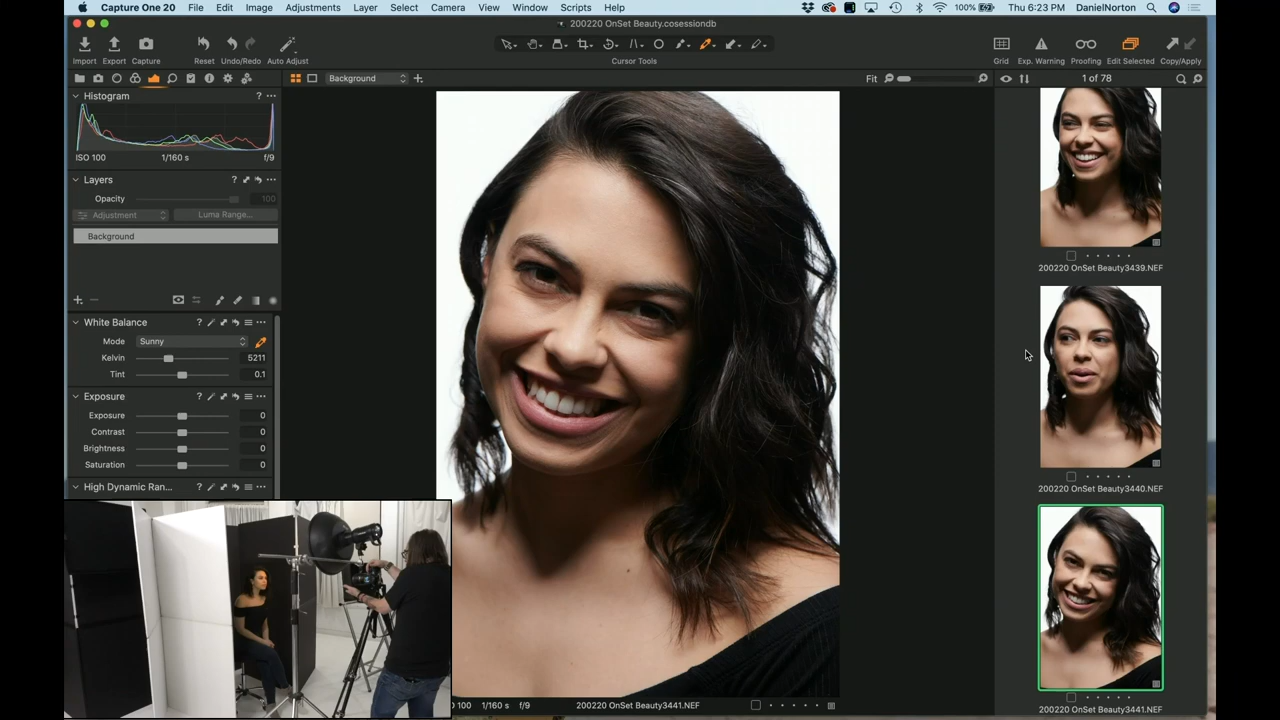 Capture One 20 File Edit View Image Adjustments Layer Select Camera View Window Scripts Help 100% Thu 6:23 PM DanielNorton
200220 OnSet Beauty.cosessiondb
Import Export Capture Reset Undo/Redo Auto Adjust Cursor Tools Grid Exp. Warning Proofing Edit Selected Copy/Apply
Background Fit 1 of 78
Histogram ?
ISO 100 1/160 s f/9
Layers ?
Opacity 100
Adjustment Luma Range...
Background
White Balance ?
Mode Sunny
Kelvin 5211
Tint 0.1
Exposure ?
Exposure 0
Contrast 0
Brightness 0
Saturation 0
High Dynamic Ran... ?
200220 OnSet Beauty3439.NEF
200220 OnSet Beauty3440.NEF
100 1/160 s f/9 200220 OnSet Beauty3441.NEF
200220 OnSet Beauty3441.NEF